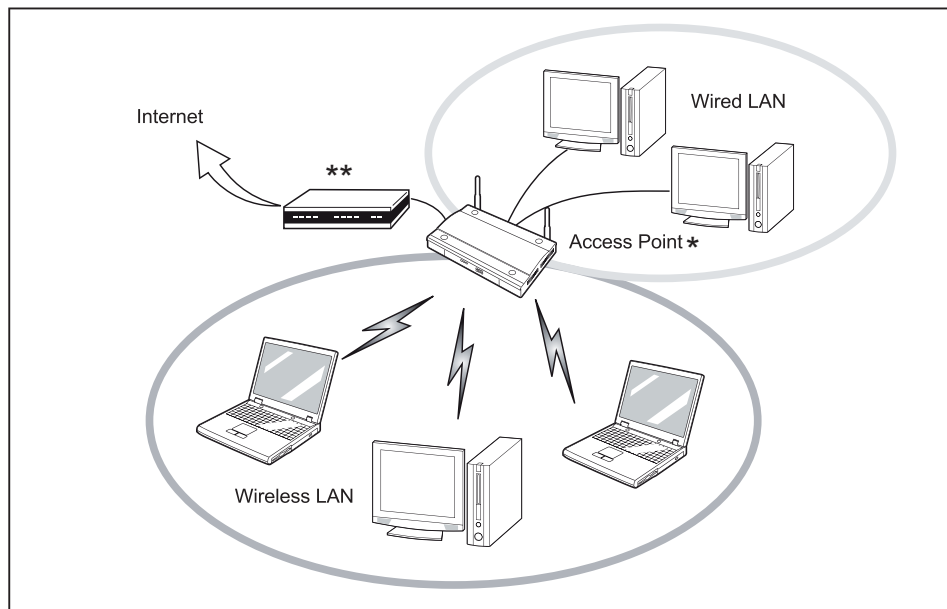 Internet
**
Wired LAN
Access Point*
Wireless LAN